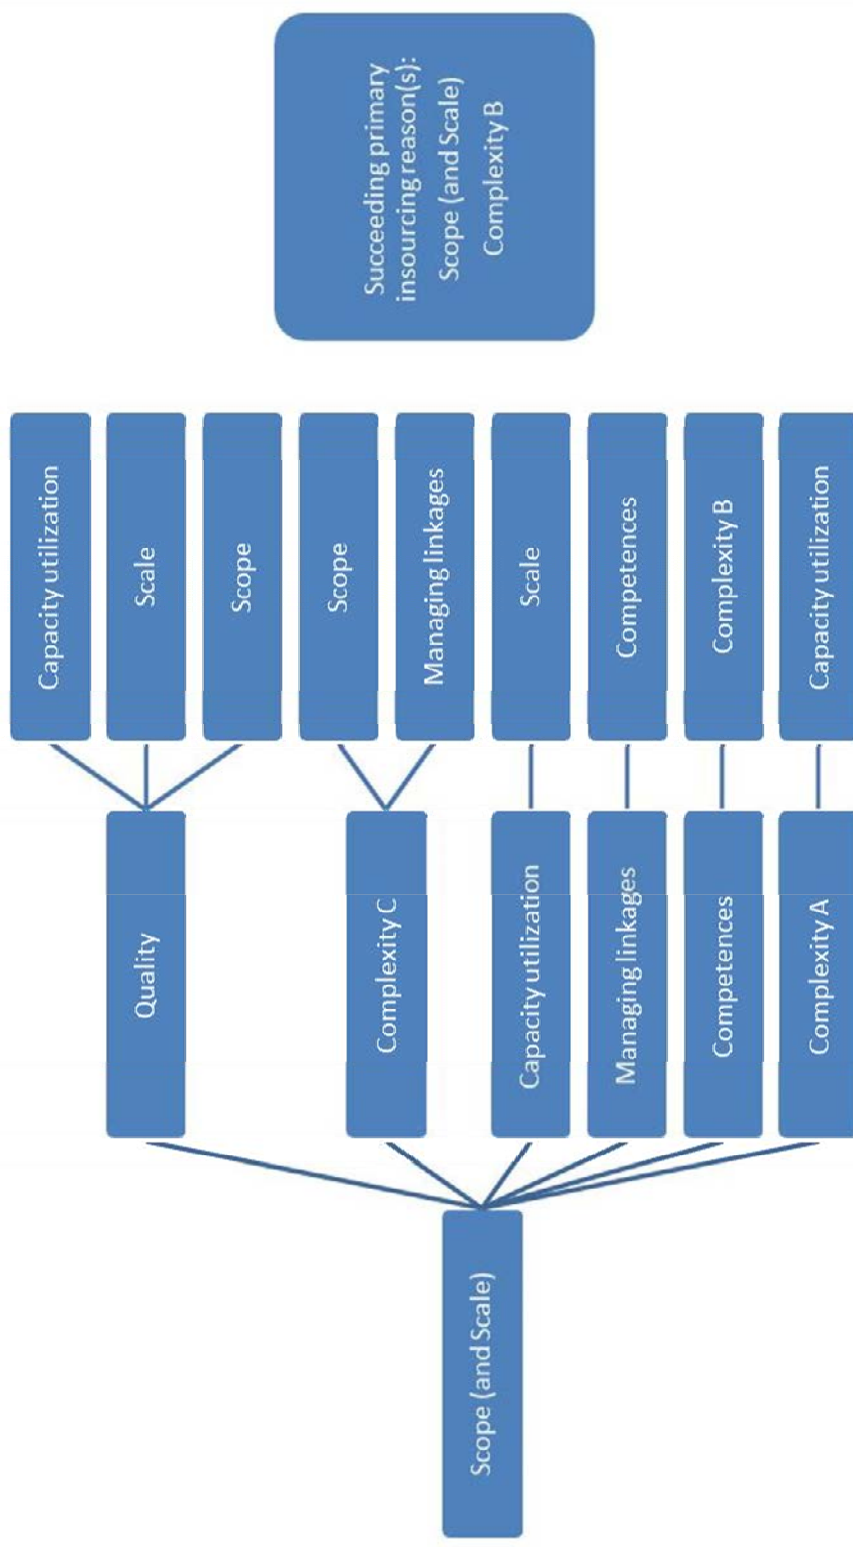 Scope (and Scale)
Quality
Capacity utilization
Scale
Scope
Complexity C
Scope
Managing linkages
Capacity utilization
Scale
Managing linkages
Competences
Competences
Complexity B
Complexity A
Capacity utilization
Succeeding primary
insourcing reason(s):
Scope (and Scale)
Complexity B